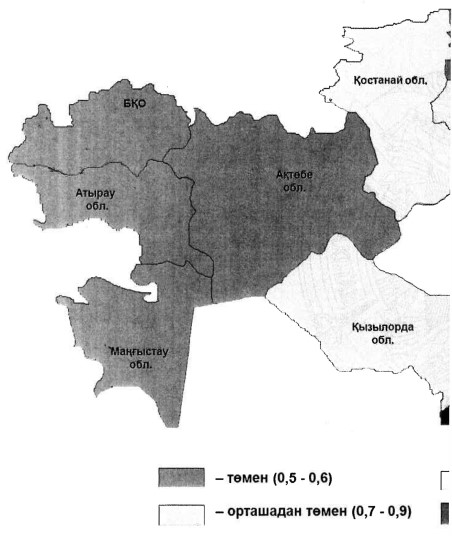 Қостанай обл.
БҚО
Ақтөбе
обл.
Атырау
обл.
Қызылорда
обл.
Маңғыстау
обл.
– төмен (0,5 - 0,6)
– орташадан төмен (0,7 - 0,9)